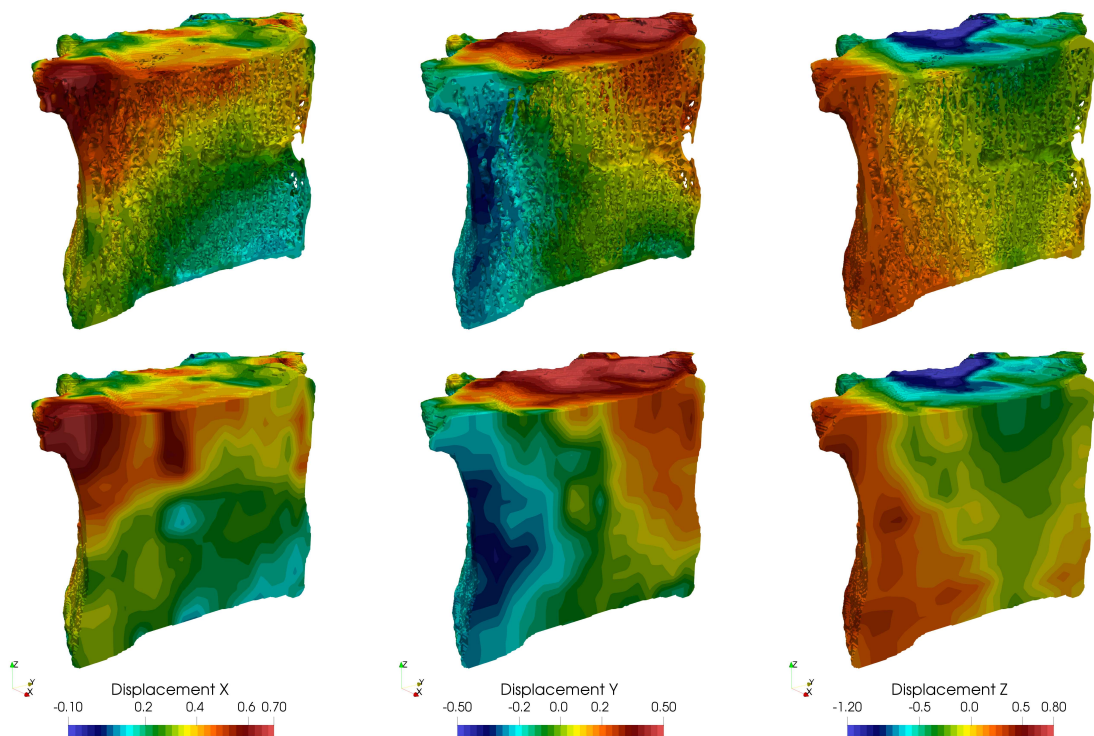 Z Y X
Z Y X
Z Y X
Displacement X
Displacement Y
Displacement Z
-0.10 0.2 0.4 0.6 0.70
-0.50 -0.2 0.0 0.2 0.50
-1.20 -0.5 0.0 0.5 0.80